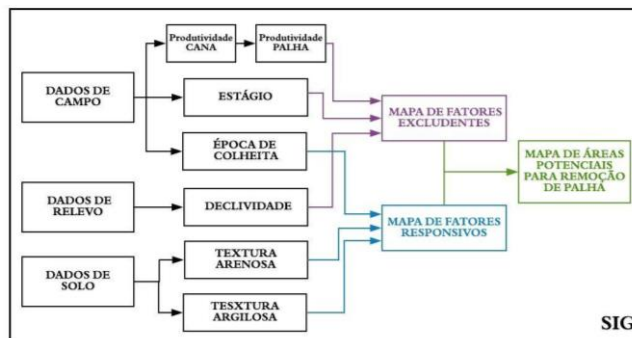 Produtividade
CANA
Produtividade
PALHA
DADOS DE
CAMPO
ESTÁGIO
MAPA DE FATORES
EXCLUDENTES
ÉPOCA DE
COLHEITA
MAPA DE ÁREAS
POTENCIAIS
PARA REMOÇÃO
DE PALHA
DADOS DE
RELEVO
DECLIVIDADE
MAPA DE FATORES
RESPONSIVOS
TEXTURA
ARENOSA
DADOS DE
SOLO
TESXTURA
ARGILOSA
SIG